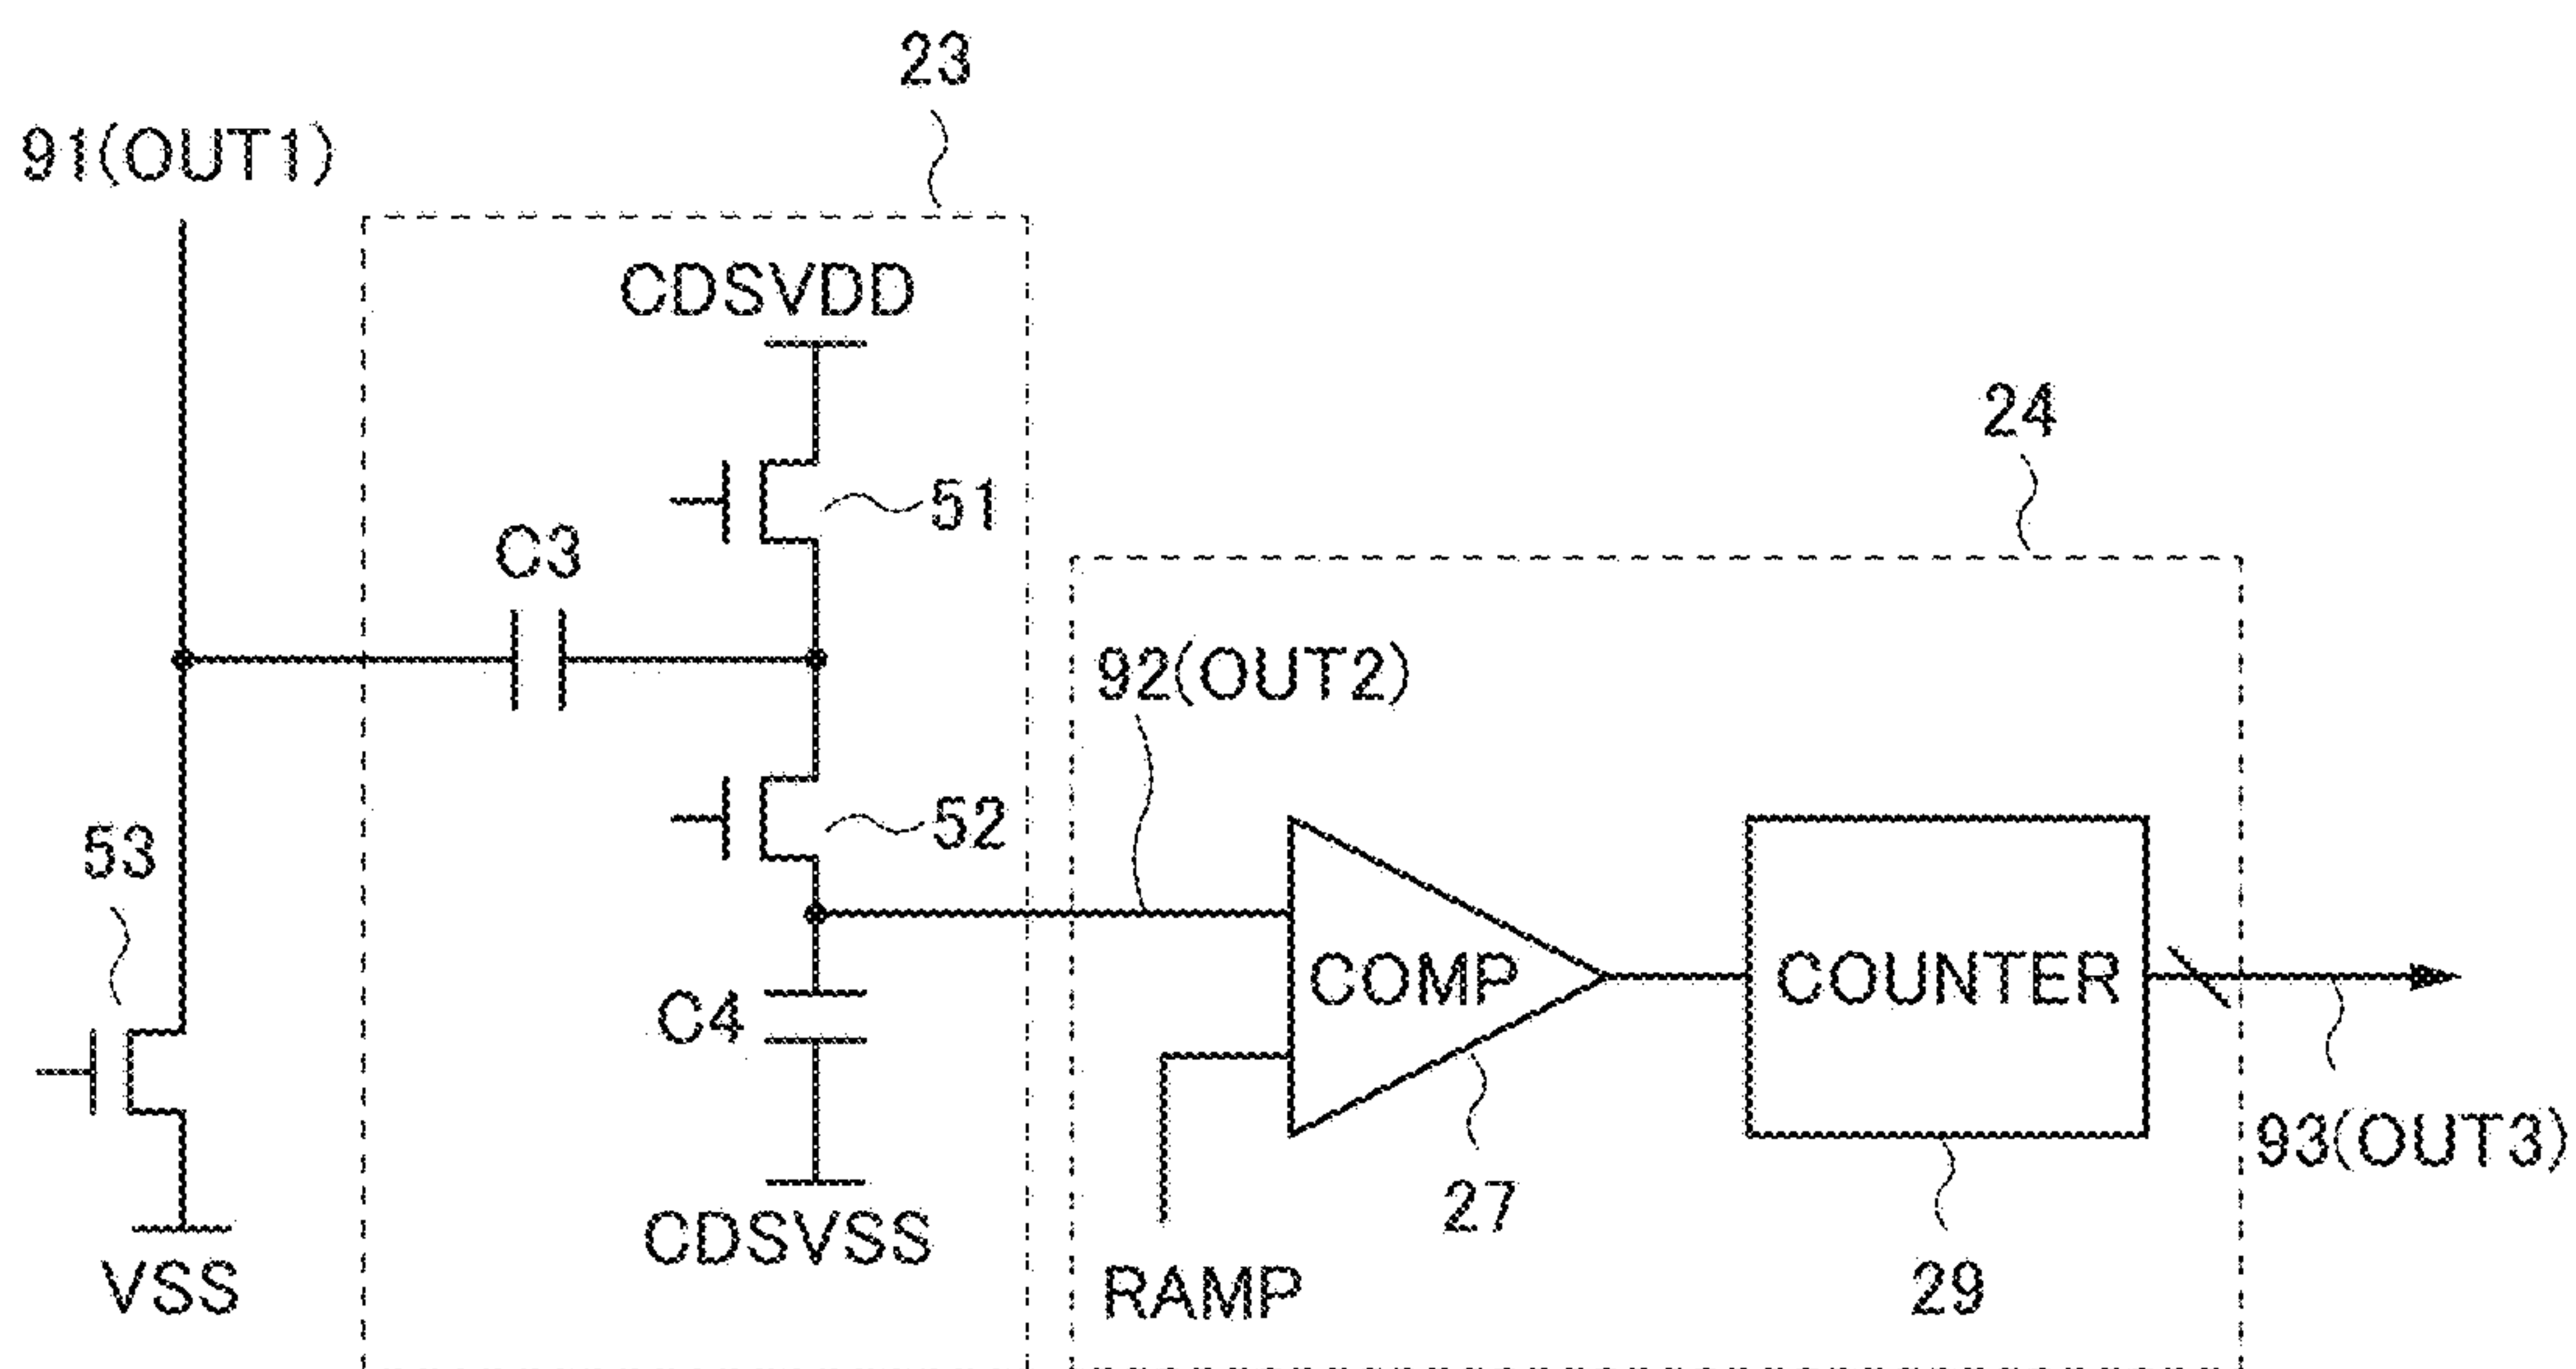 23
91(OUT1)
CDSVDD
24
51
C3
92(OUT2)
52
53
COMP
COUNTER
C4
93(OUT3)
27
CDSVSS
VSS
RAMP
29